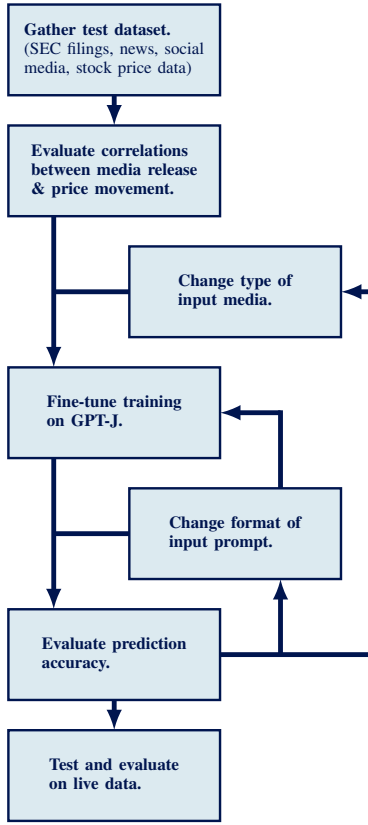 Gather test dataset.
(SEC filings, news, social
media, stock price data)
Evaluate correlations
between media release
& price movement.
Change type of
input media.
Fine-tune training
on GPT-J.
Change format of
input prompt.
Evaluate prediction
accuracy.
Test and evaluate
on live data.